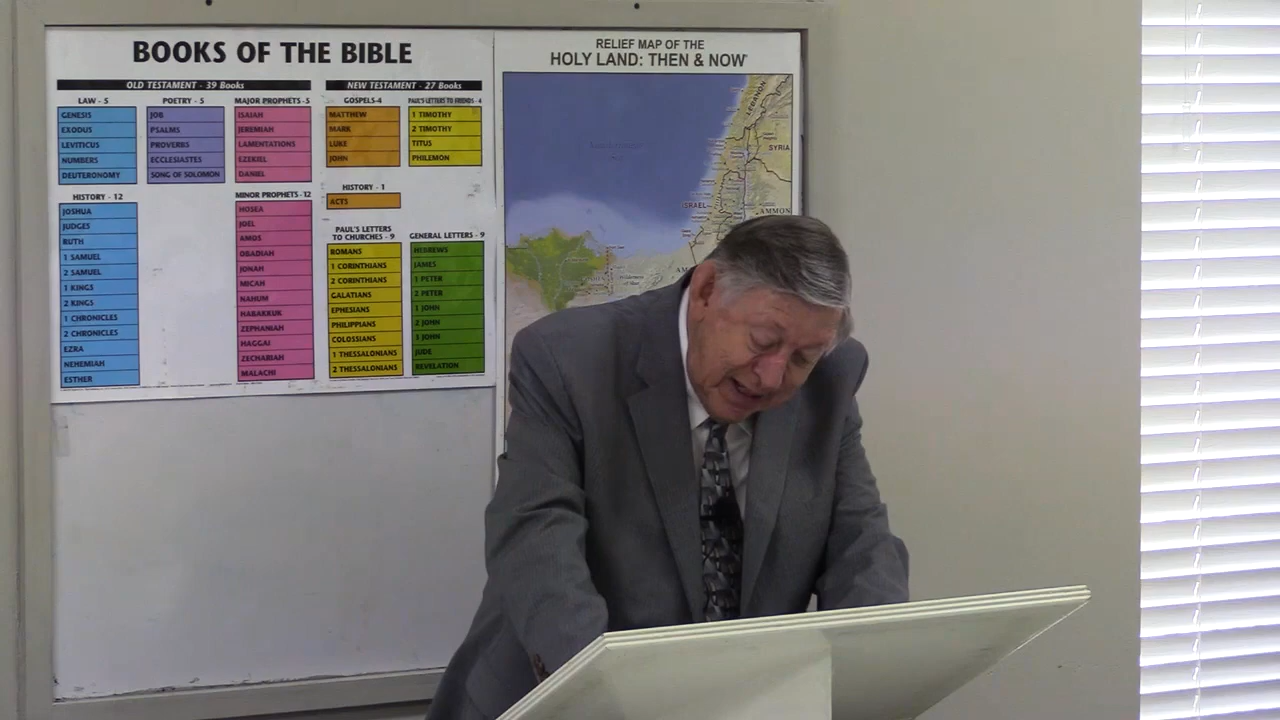 BOOKS OF THE BIBLE
OLD TESTAMENT - 39 Books
LAW - 5
GENESIS
EXODUS
LEVITICUS
NUMBERS
DEUTERONOMY
HISTORY - 12
JOSHUA
JUDGES
RUTH
1 SAMUEL
2 SAMUEL
1 KINGS
2 KINGS
1 CHRONICLES
2 CHRONICLES
EZRA
NEHEMIAH
ESTHER
POETRY - 5
JOB
PSALMS
PROVERBS
ECCLESIASTES
SONG OF SOLOMON
MAJOR PROPHETS - 5
ISAIAH
JEREMIAH
LAMENTATIONS
EZEKIEL
DANIEL
MINOR PROPHETS - 12
HOSEA
JOEL
AMOS
OBADIAH
JONAH
MICAH
NAHUM
HABAKKUK
ZEPHANIAH
HAGGAI
ZECHARIAH
MALACHI
NEW TESTAMENT - 27 Books
GOSPELS-4
MATTHEW
MARK
LUKE
JOHN
HISTORY - 1
ACTS
PAUL'S LETTERS
TO CHURCHES - 9
ROMANS
1 CORINTHIANS
2 CORINTHIANS
GALATIANS
EPHESIANS
PHILIPPIANS
COLOSSIANS
1 THESSALONIANS
2 THESSALONIANS
PAUL'S LETTERS TO FRIENDS - 4
1 TIMOTHY
2 TIMOTHY
TITUS
PHILEMON
GENERAL LETTERS - 9
HEBREWS
JAMES
1 PETER
2 PETER
1 JOHN
2 JOHN
3 JOHN
JUDE
REVELATION
RELIEF MAP OF THE
HOLY LAND: THEN & NOW
LEBANON
SYRIA
ISRAEL
AMMON